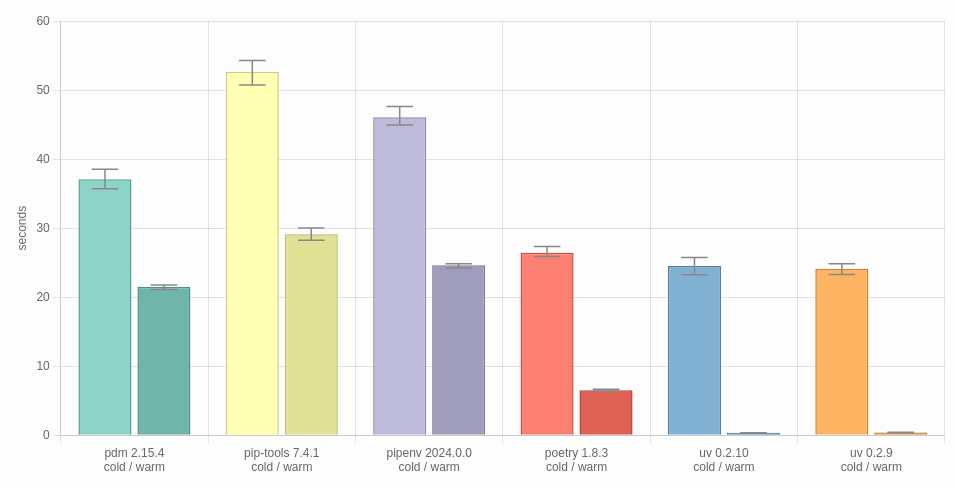 60
50
40
30
20
10
0
seconds
pdm 2.15.4
cold / warm
pip-tools 7.4.1
cold / warm
pipenv 2024.0.0
cold / warm
poetry 1.8.3
cold / warm
uv 0.2.10
cold / warm
uv 0.2.9
cold / warm